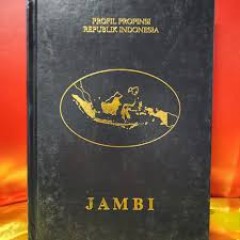 PROFIL PROPINSI
REPUBLIK INDONESIA
JAMBI